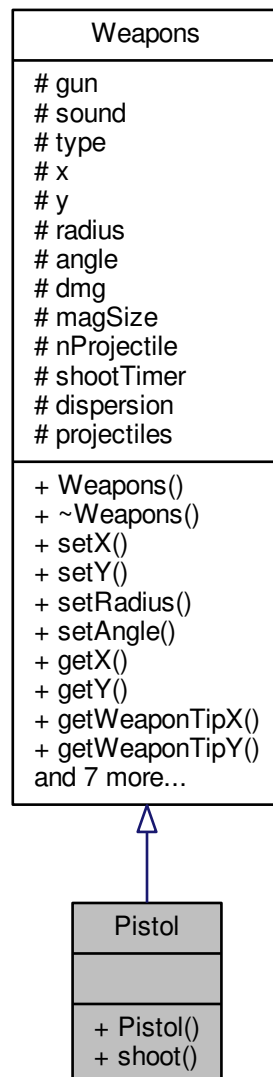 Weapons
# gun
# sound
# type
# x
# y
# radius
# angle
# dmg
# magSize
# nProjectile
# shootTimer
# dispersion
# projectiles
+ Weapons()
+ ~Weapons()
+ setX()
+ setY()
+ setRadius()
+ setAngle()
+ getX()
+ getY()
+ getWeaponTipX()
+ getWeaponTipY()
and 7 more...
Pistol
+ Pistol()
+ shoot()